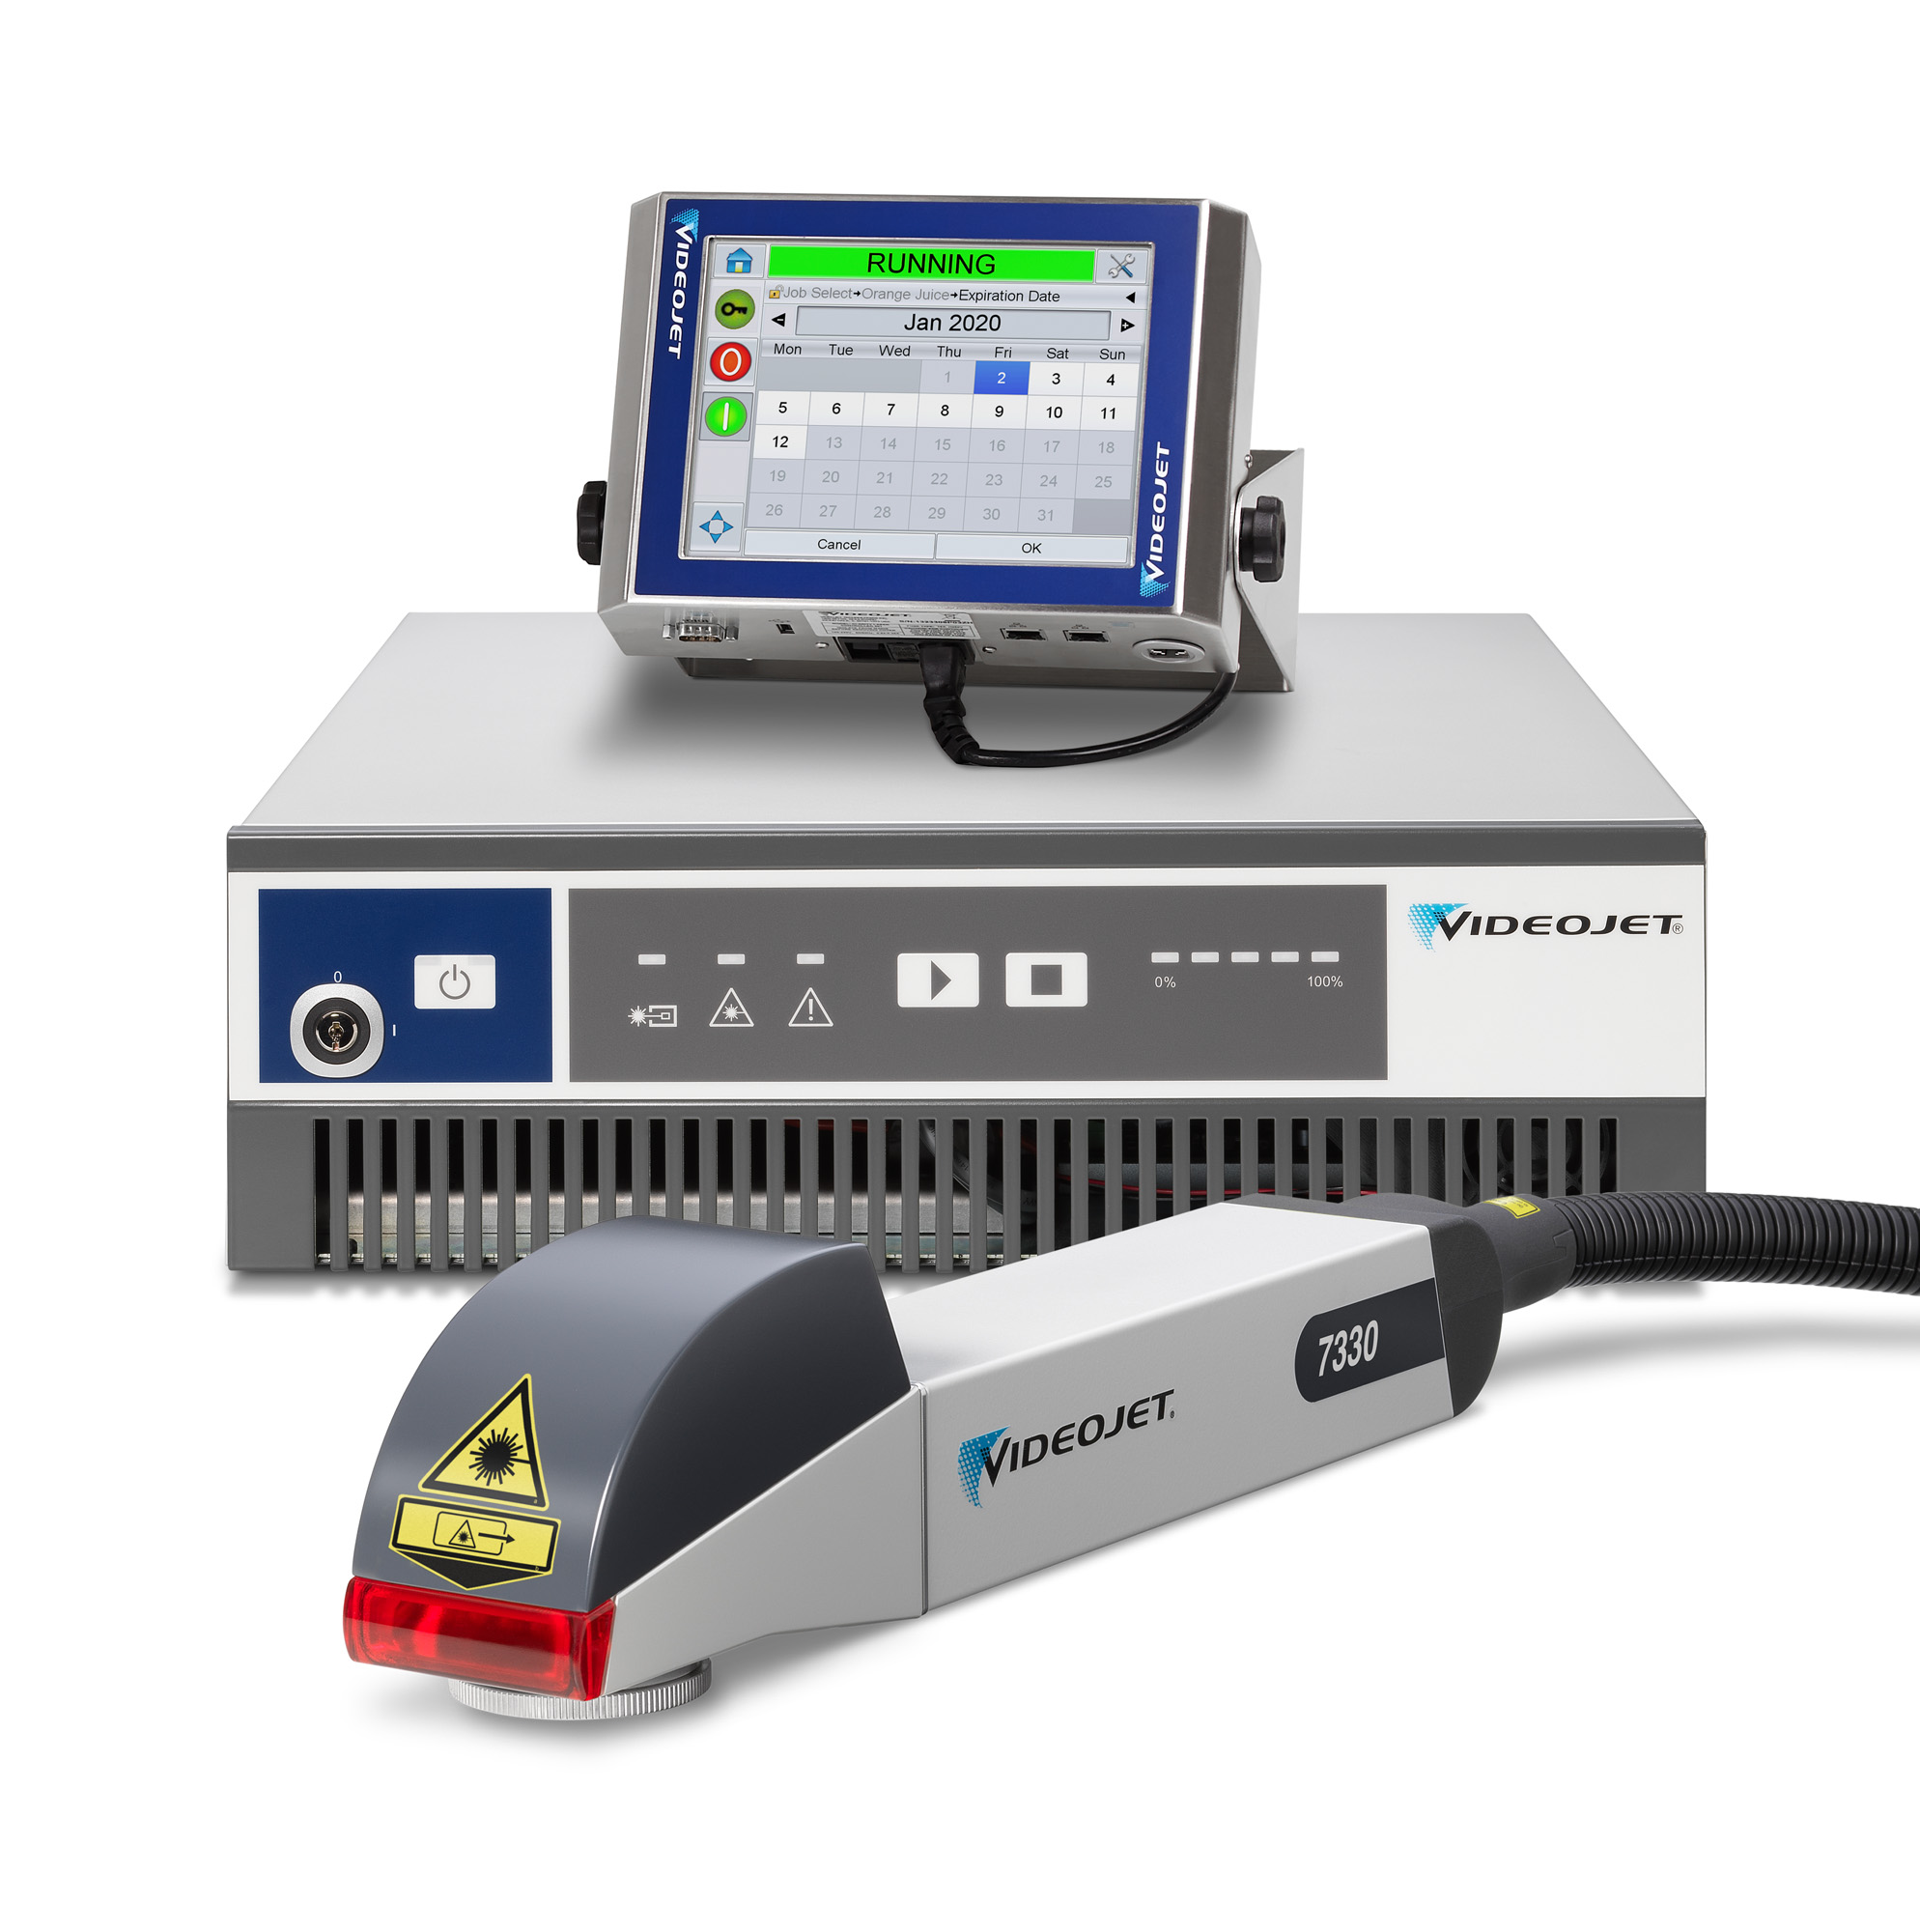 VIDEOJET
RUNNING
Job Select→Orange Juice→Expiration Date
Jan 2020
Mon Tue Wed Thu Fri Sat Sun
1 2 3 4
5 6 7 8 9 10 11
12 13 14 15 16 17 18
19 20 21 22 23 24 25
26 27 28 29 30 31
Cancel OK
VIDEOJET
VIDEOJET
0
I
0% 100%
VIDEOJET®
7330
VIDEOJET®